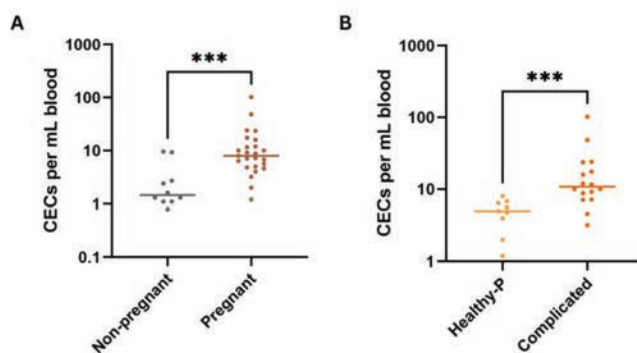 A
CECs per mL blood
1000
100
10
1
0.1
***
Non-pregnant
Pregnant
B
CECs per mL blood
1000
100
10
1
***
Healthy-P
Complicated